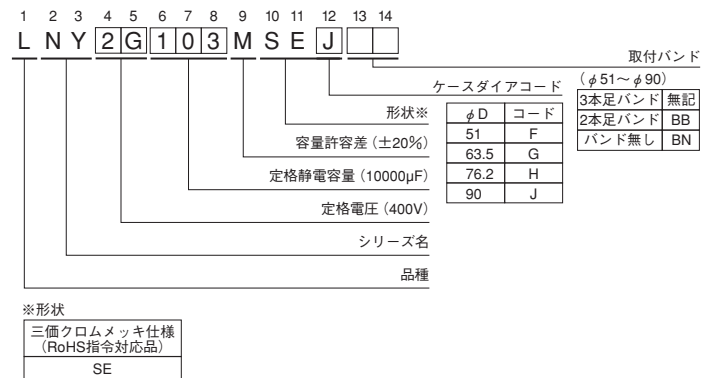 1 2 3 4 5 6 7 8 9 10 11 12 13 14
L N Y 2 G 1 0 3 M S E J
取付バンド
(φ51～φ90)
3本足バンド 無記
2本足バンド BB
バンド無し BN
ケースダイアコード
φD コード
51 F
63.5 G
76.2 H
90 J
形状※
容量許容差 (±20%)
定格静電容量 (10000µF)
定格電圧 (400V)
シリーズ名
品種
※形状
三価クロムメッキ仕様
(RoHS指令対応品)
SE